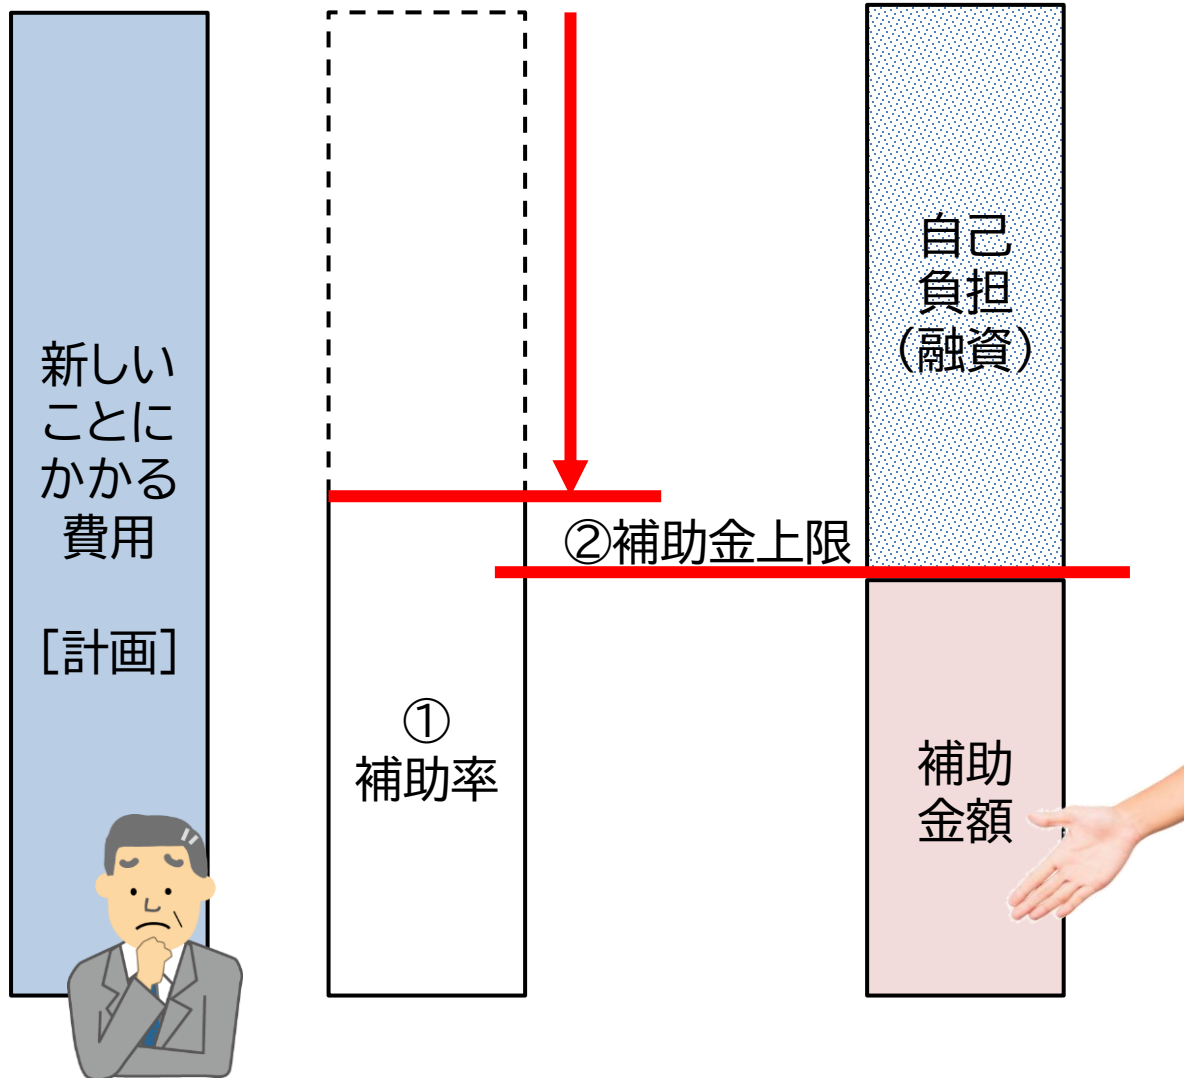 新しい
ことに
かかる
費用
[計画]
①
補助率
②補助金上限
自己
負担
(融資)
補助
金額